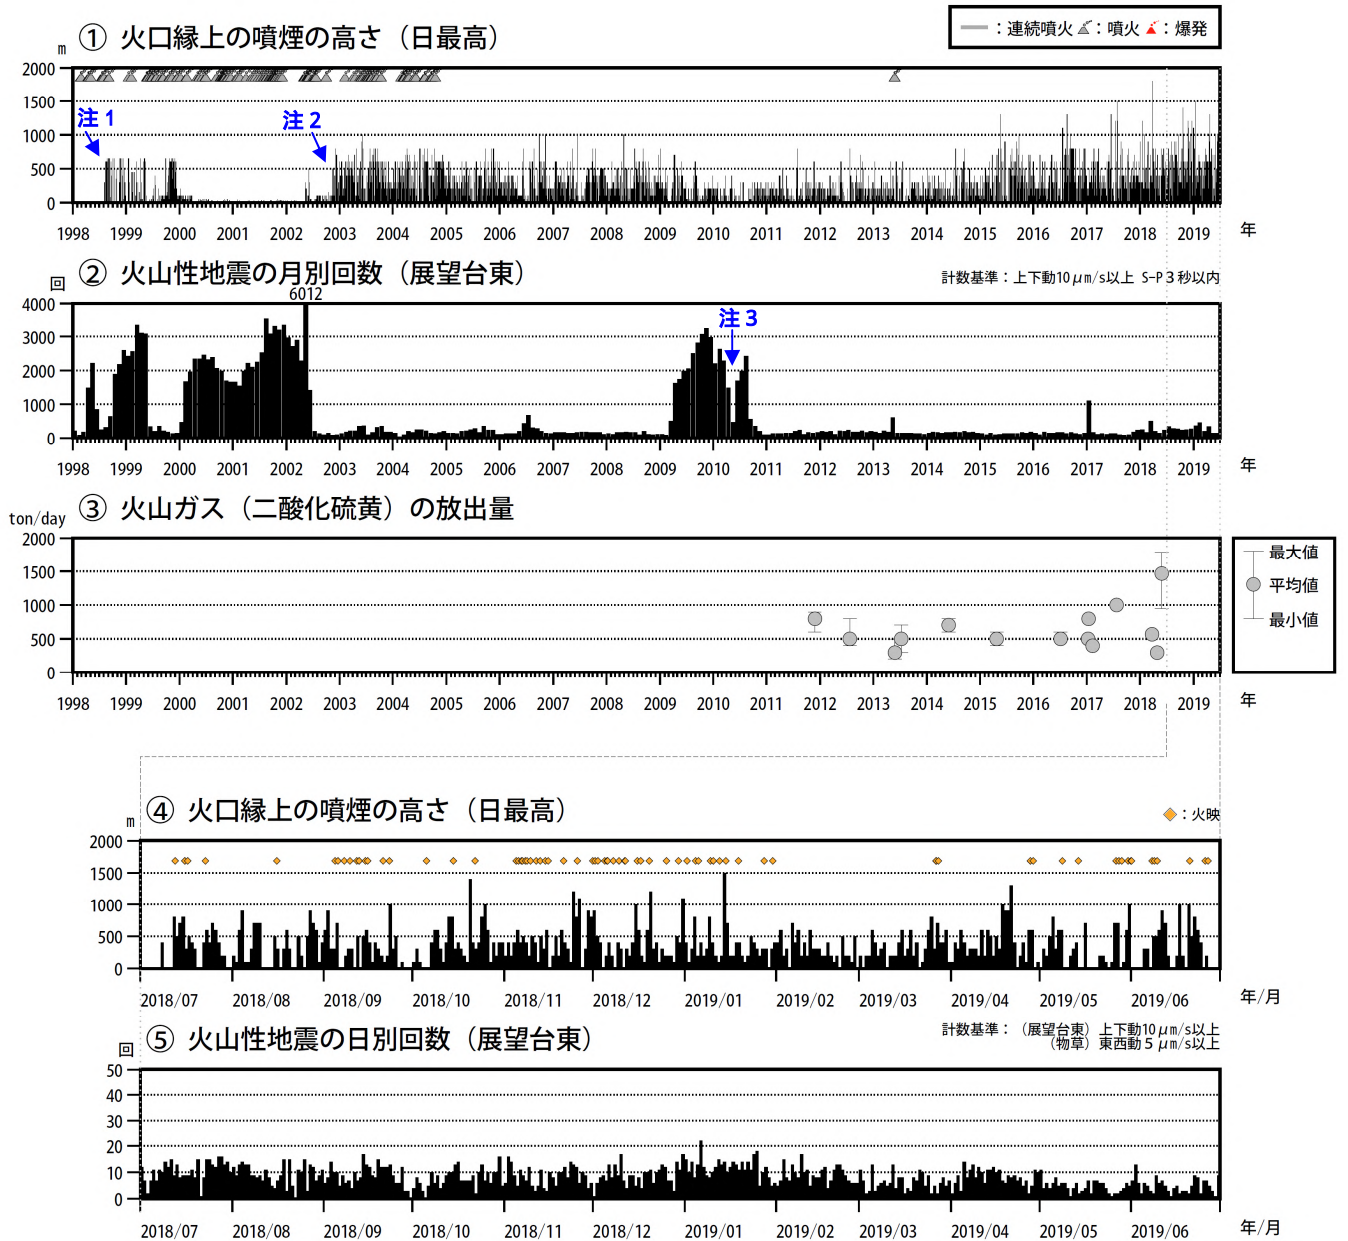 ① 火口縁上の噴煙の高さ（日最高）
：連続噴火 ：噴火 ：爆発
m
2000
1500
1000
500
0
注1
注2
1998 1999 2000 2001 2002 2003 2004 2005 2006 2007 2008 2009 2010 2011 2012 2013 2014 2015 2016 2017 2018 2019 年
② 火山性地震の月別回数（展望台東）
回
6012
計数基準：上下動10μm/s以上 S-P3秒以内
4000
3000
2000
1000
0
注3
1998 1999 2000 2001 2002 2003 2004 2005 2006 2007 2008 2009 2010 2011 2012 2013 2014 2015 2016 2017 2018 2019 年
③ 火山ガス（二酸化硫黄）の放出量
ton/day
2000
1500
1000
500
0
最大値
平均値
最小値
1998 1999 2000 2001 2002 2003 2004 2005 2006 2007 2008 2009 2010 2011 2012 2013 2014 2015 2016 2017 2018 2019 年
④ 火口縁上の噴煙の高さ（日最高）
：火映
m
2000
1500
1000
500
0
2018/07 2018/08 2018/09 2018/10 2018/11 2018/12 2019/01 2019/02 2019/03 2019/04 2019/05 2019/06 年/月
⑤ 火山性地震の日別回数（展望台東）
計数基準：（展望台東）上下動10μm/s以上
（物草）東西動5μm/s以上
回
50
40
30
20
10
0
2018/07 2018/08 2018/09 2018/10 2018/11 2018/12 2019/01 2019/02 2019/03 2019/04 2019/05 2019/06 年/月